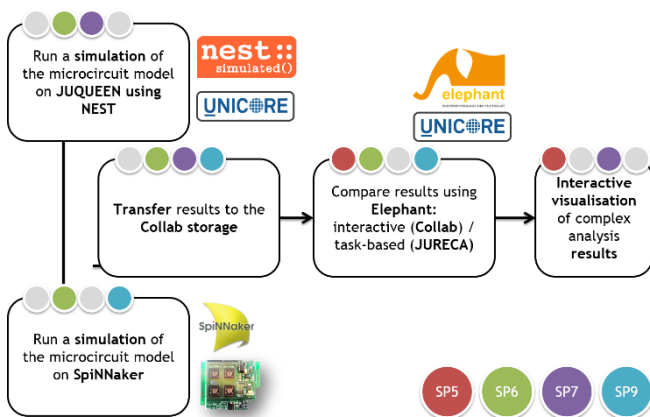 Run a simulation of
the microcircuit model
on JUQUEEN using
NEST
nest::
simulated()
UNICORE
elephant
UNICORE
Transfer results to the
Collab storage
Compare results using
Elephant:
interactive (Collab) /
task-based (JURECA)
Interactive
visualisation
of complex
analysis
results
Run a simulation of
the microcircuit model
on SpiNNaker
SpiNNaker
SP5
SP6
SP7
SP9